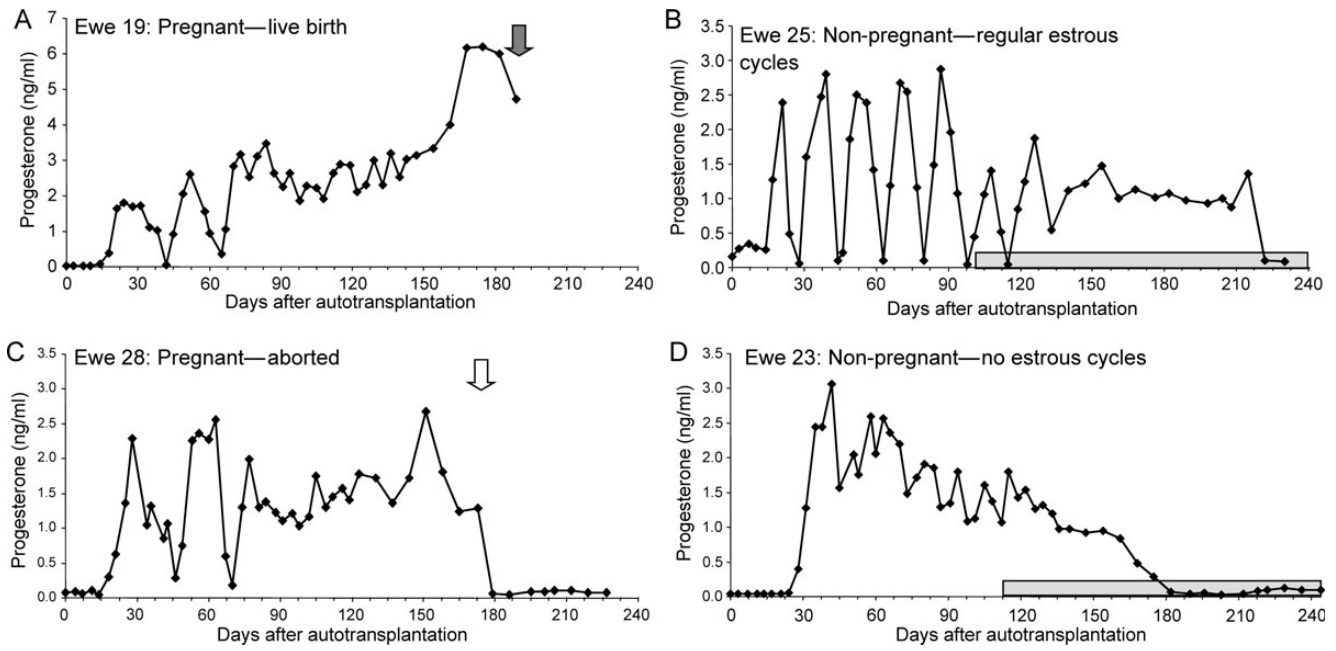 A
Ewe 19: Pregnant—live birth
Progesterone (ng/ml)
7
6
5
4
3
2
1
0
0 30 60 90 120 150 180 210 240
Days after autotransplantation
B
Ewe 25: Non-pregnant—regular estrous
cycles
Progesterone (ng/ml)
3.5
3.0
2.5
2.0
1.5
1.0
0.5
0.0
0 30 60 90 120 150 180 210 240
Days after autotransplantation
C
Ewe 28: Pregnant—aborted
Progesterone (ng/ml)
3.5
3.0
2.5
2.0
1.5
1.0
0.5
0.0
0 30 60 90 120 150 180 210 240
Days after autotransplantation
D
Ewe 23: Non-pregnant—no estrous cycles
Progesterone (ng/ml)
3.5
3.0
2.5
2.0
1.5
1.0
0.5
0.0
0 30 60 90 120 150 180 210 240
Days after autotransplantation